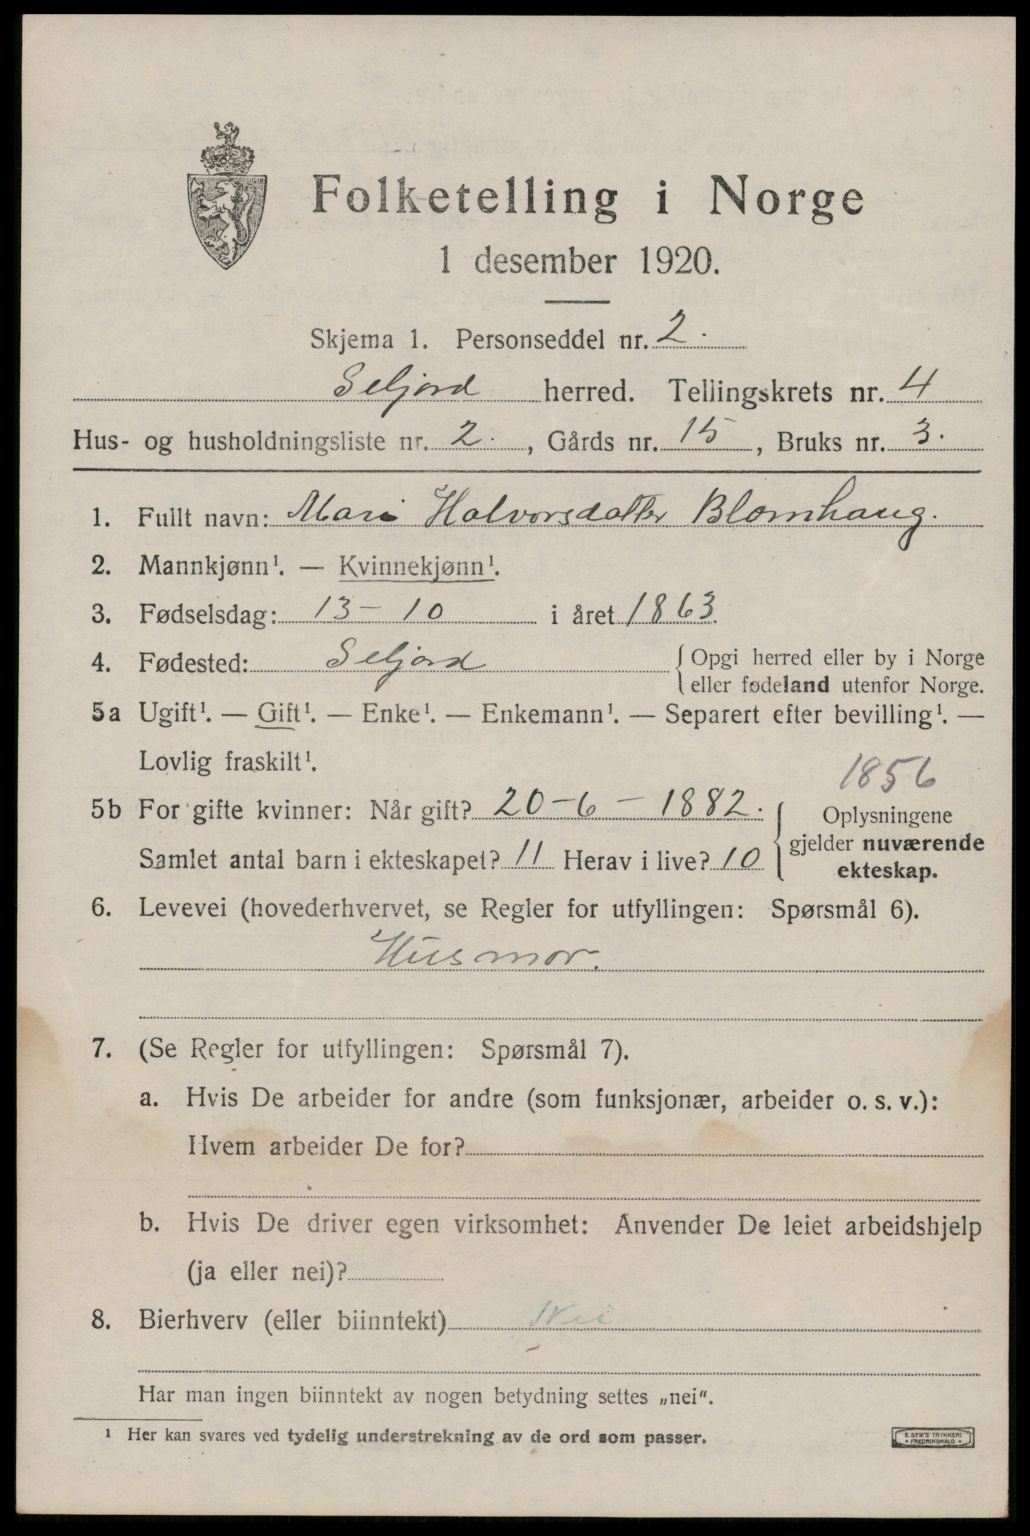 Folketelling i Norge
1 desember 1920.
Skjema 1. Personseddel nr. 2.
Seljord herred. Tellingskrets nr. 4
Hus- og husholdningsliste nr. 2. , Gårds nr. 15 , Bruks nr. 3.
1. Fullt navn: Mari Halvorsdatter Blomhaug.
2. Mannkjønn¹. — Kvinnekjønn¹.
3. Fødselsdag: 13 – 10 i året 1863.
4. Fødested: Seljord { Opgi herred eller by i Norge
eller fødeland utenfor Norge.
5a Ugift¹. — Gift¹. — Enke¹. — Enkemann¹. — Separert efter bevilling¹. —
Lovlig fraskilt¹.
1856
5b For gifte kvinner: Når gift? 20 – 6 – 1882. { Oplysningene
gjelder nuværende
Samlet antal barn i ekteskapet? 11 Herav i live? 10
ekteskap.
6. Levevei (hovederhvervet, se Regler for utfyllingen: Spørsmål 6).
Husmor.
7. (Se Regler for utfyllingen: Spørsmål 7).
a. Hvis De arbeider for andre (som funksjonær, arbeider o. s. v.):
Hvem arbeider De for?
b. Hvis De driver egen virksomhet: Anvender De leiet arbeidshjelp
(ja eller nei)?
8. Bierhverv (eller biinntekt) Nei
Har man ingen biinntekt av nogen betydning settes „nei“.
¹ Her kan svares ved tydelig understrekning av de ord som passer.
E. SEM'S TRYKKERI
• FREDRIKSHALD •